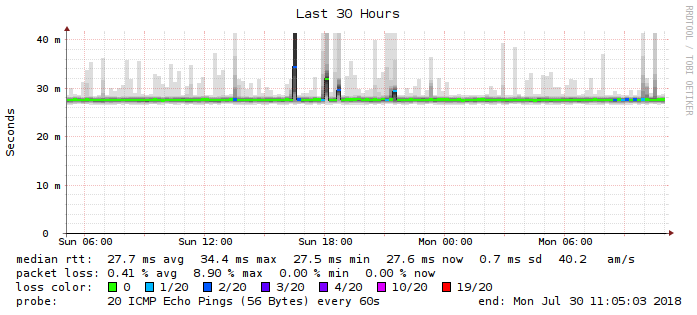 Last 30 Hours
RRDTOOL / TOBI OETIKER
Seconds
40 m
30 m
20 m
10 m
0
Sun 06:00 Sun 12:00 Sun 18:00 Mon 00:00 Mon 06:00
median rtt: 27.7 ms avg 34.4 ms max 27.5 ms min 27.6 ms now 0.7 ms sd 40.2 am/s
packet loss: 0.41 % avg 8.90 % max 0.00 % min 0.00 % now
loss color: 0 1/20 2/20 3/20 4/20 10/20 19/20
probe: 20 ICMP Echo Pings (56 Bytes) every 60s end: Mon Jul 30 11:05:03 2018